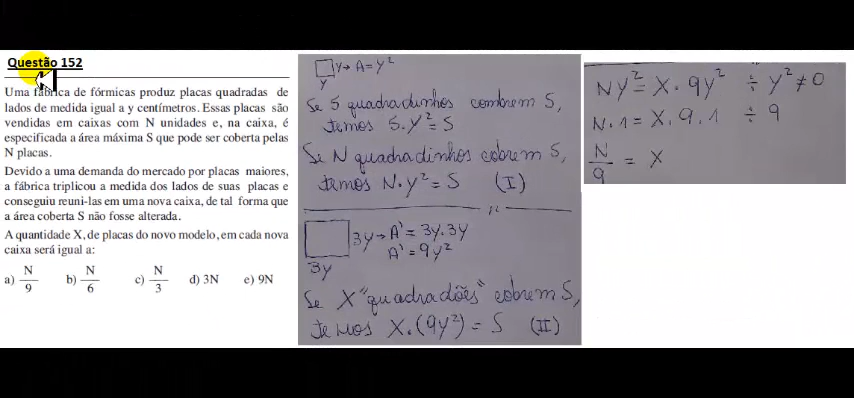 Questão 152
Uma fábrica de fórmicas produz placas quadradas de
lados de medida igual a y centímetros. Essas placas são
vendidas em caixas com N unidades e, na caixa, é
especificada a área máxima S que pode ser coberta pelas
N placas.
Devido a uma demanda do mercado por placas maiores,
a fábrica triplicou a medida dos lados de suas placas e
conseguiu reuni-las em uma nova caixa, de tal forma que
a área coberta S não fosse alterada.
A quantidade X, de placas do novo modelo, em cada nova
caixa será igual a:
a) N/9 b) N/6 c) N/3 d) 3N e) 9N
y → A = y²
y
Se 5 quadradinhos cobrem S,
temos 5.y² = S
Se N quadradinhos cobrem S,
temos N.y² = S (I)
3y → A' = 3y.3y
A' = 9y²
3y
Se X "quadradões" cobrem S,
temos X.(9y²) = S (II)
Ny² = X.9y² ÷ y² ≠ 0
N.1 = X.9.1 ÷ 9
N/9 = X